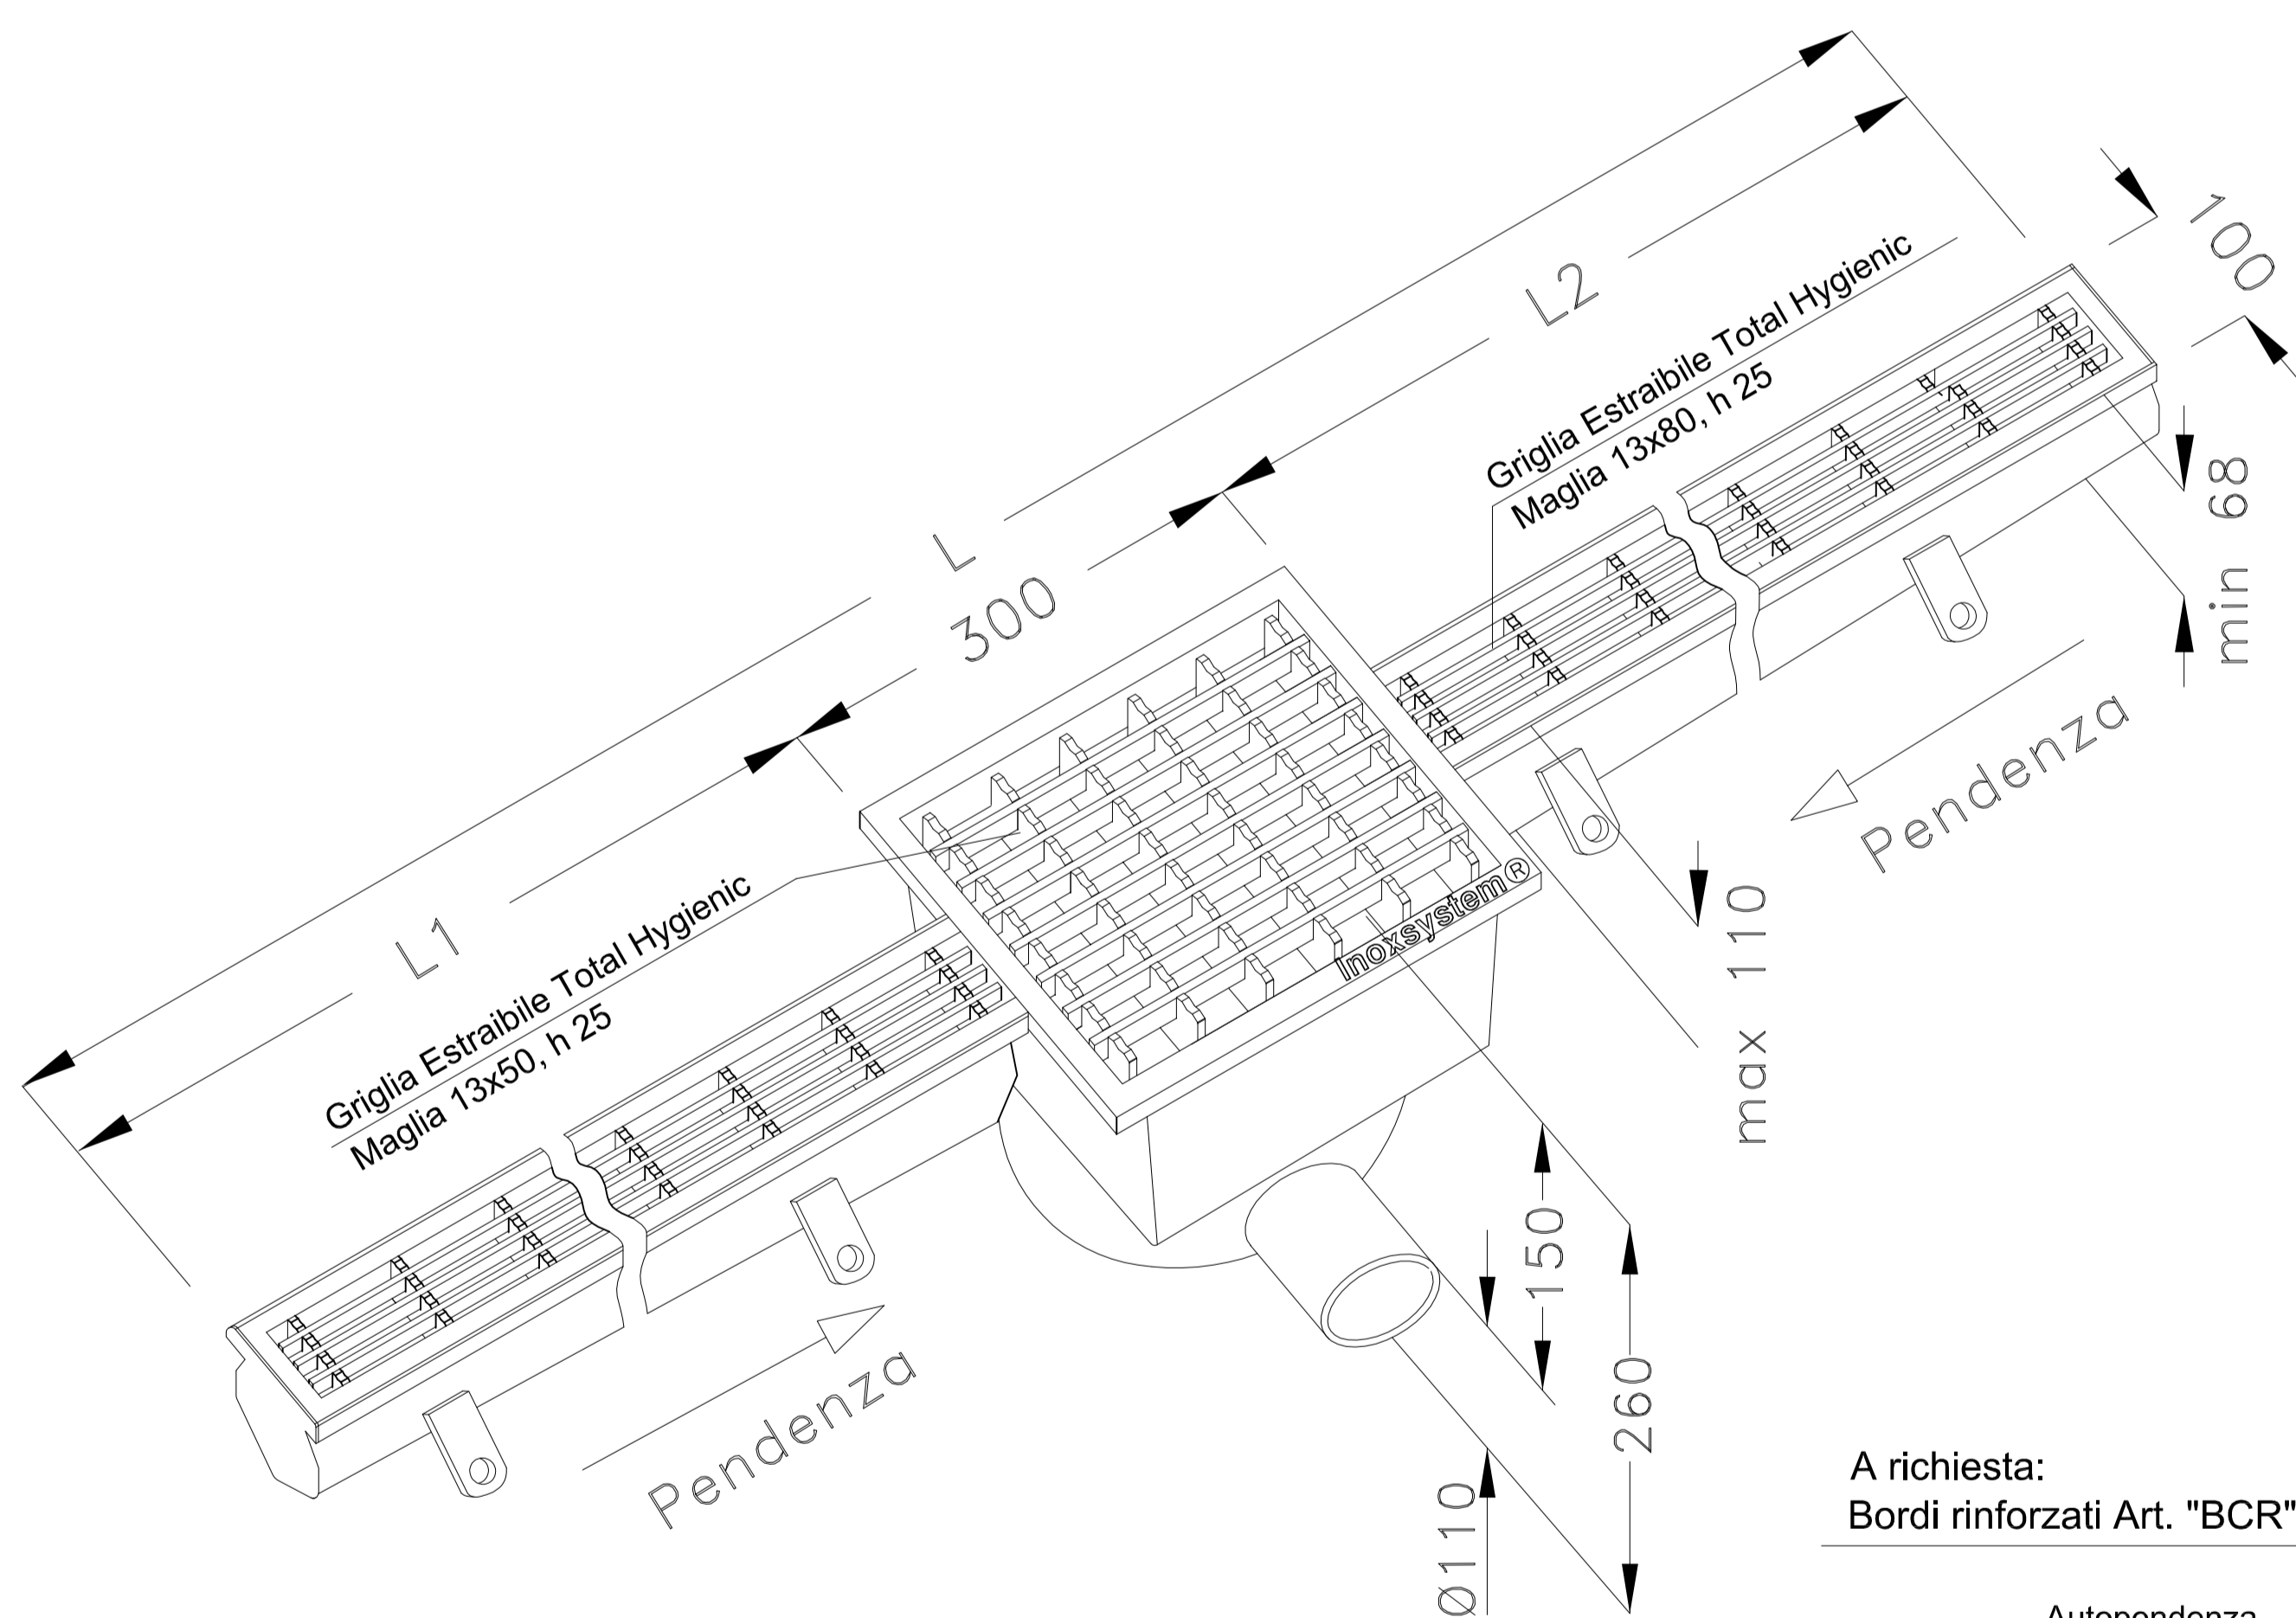 L2
100
Griglia Estraibile Total Hygienic
Maglia 13x80, h 25
L
300
min 68
Pendenza
L1
Griglia Estraibile Total Hygienic
Maglia 13x50, h 25
Inoxsystem®
max 110
150
260
Pendenza
Ø110
A richiesta:
Bordi rinforzati Art. "BCR"
Autopendenza